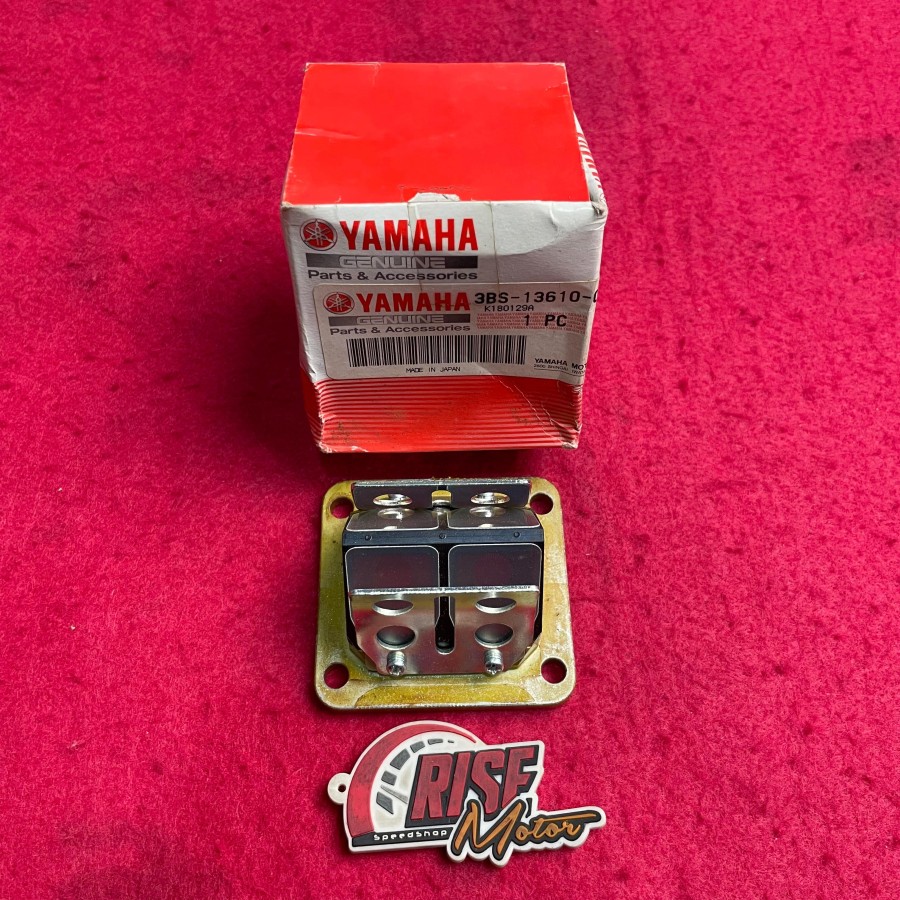 YAMAHA
GENUINE
Parts & Accessories
YAMAHA 3BS-13610-
GENUINE K180129A
Parts & Accessories 1 PC
MADE IN JAPAN
YAMAHA MO
RISE
SpeedShop
Motor